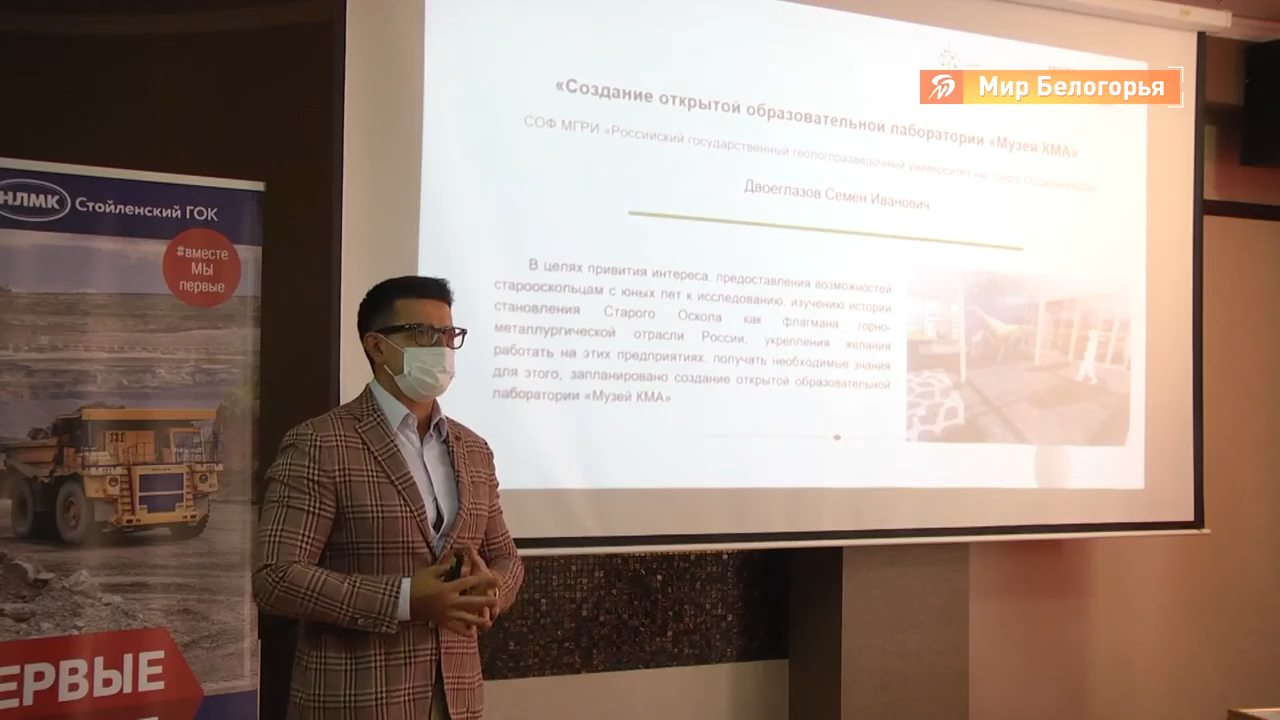 Мир Белогорья
«Создание открытой образовательной лаборатории «Музей КМА»
СОФ МГРИ «Российский государственный геологоразведочный университет им. Серго Орджоникидзе»
Двоеглазов Семен Иванович
В целях привития интереса, предоставления возможностей
старооскольцам с юных лет к исследованию, изучению истории
становления Старого Оскола как флагмана горно-
металлургической отрасли России, укрепления желания
работать на этих предприятиях, получать необходимые знания
для этого, запланировано создание открытой образовательной
лаборатории «Музей КМА»
НЛМК Стойленский ГОК
#вместе
МЫ
первые
131
ЕРВЫЕ